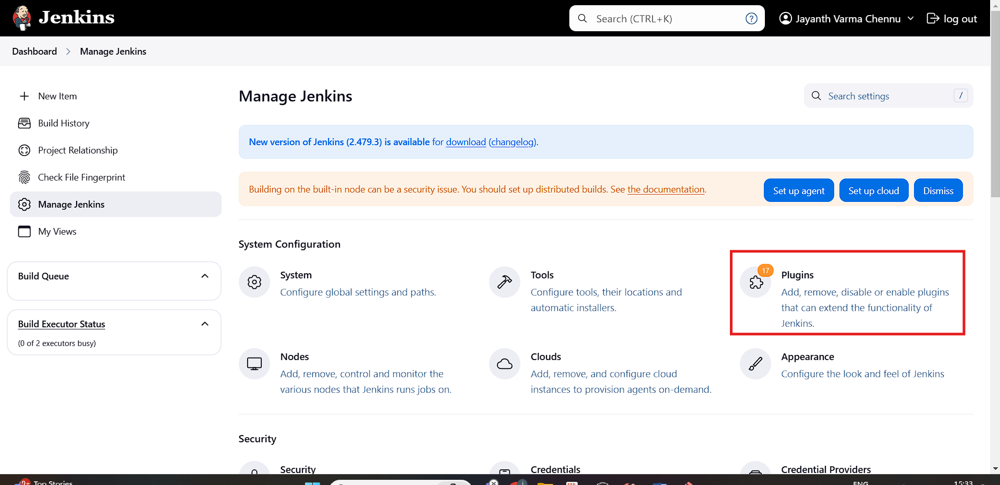 Jenkins
Search (CTRL+K)
?
Jayanth Varma Chennu
log out
Dashboard
Manage Jenkins
New Item
Build History
Project Relationship
Check File Fingerprint
Manage Jenkins
My Views
Build Queue
Build Executor Status
(0 of 2 executors busy)
Manage Jenkins
Search settings
/
New version of Jenkins (2.479.3) is available for download (changelog).
Building on the built-in node can be a security issue. You should set up distributed builds. See the documentation.
Set up agent
Set up cloud
Dismiss
System Configuration
System
Configure global settings and paths.
Tools
Configure tools, their locations and
automatic installers.
17
Plugins
Add, remove, disable or enable plugins
that can extend the functionality of
Jenkins.
Nodes
Add, remove, control and monitor the
various nodes that Jenkins runs jobs on.
Clouds
Add, remove, and configure cloud
instances to provision agents on-demand.
Appearance
Configure the look and feel of Jenkins
Security
Security
Credentials
Credential Providers
9+
Top Stories
ENG
15:33